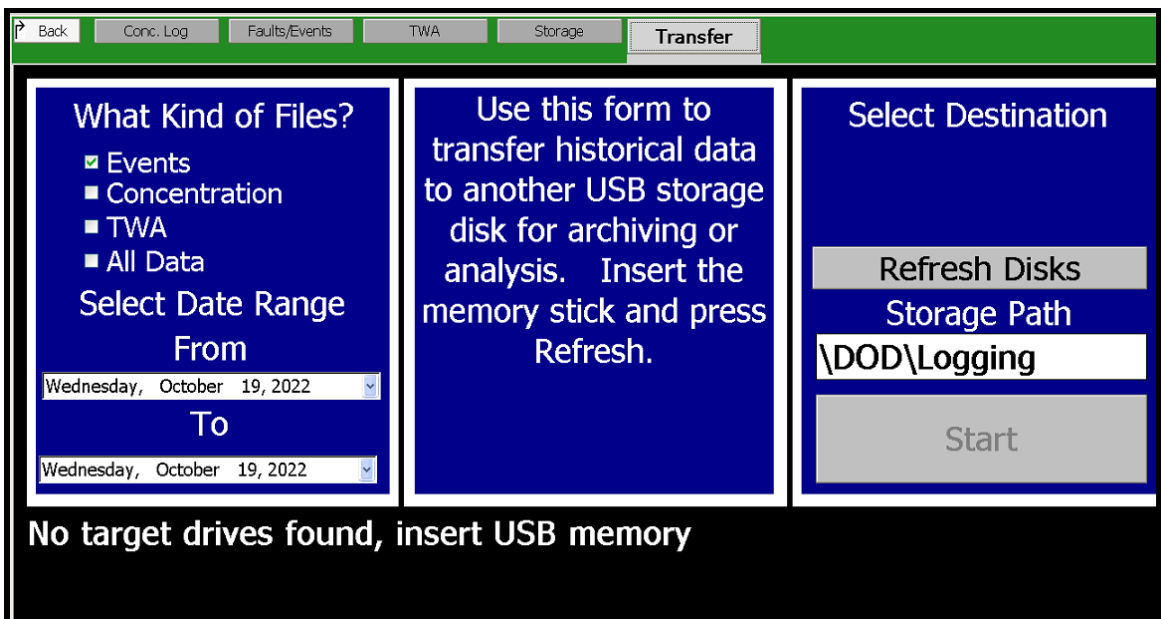 Back
Conc. Log
Faults/Events
TWA
Storage
Transfer
What Kind of Files?
Events
Concentration
TWA
All Data
Select Date Range
From
Wednesday, October 19, 2022
To
Wednesday, October 19, 2022
Use this form to
transfer historical data
to another USB storage
disk for archiving or
analysis. Insert the
memory stick and press
Refresh.
Select Destination
Refresh Disks
Storage Path
\DOD\Logging
Start
No target drives found, insert USB memory